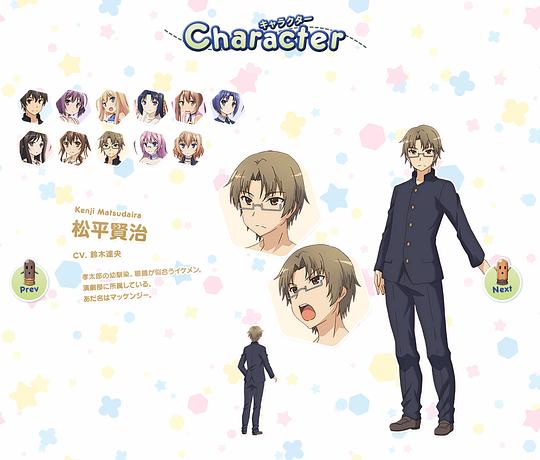 キャラクター
Character
Kenji Matsudaira
松平賢治
CV. 鈴木達央
孝太郎の幼馴染。眼鏡が似合うイケメン。
演劇部に所属している。
あだ名はマッケンジー。
Prev
Next